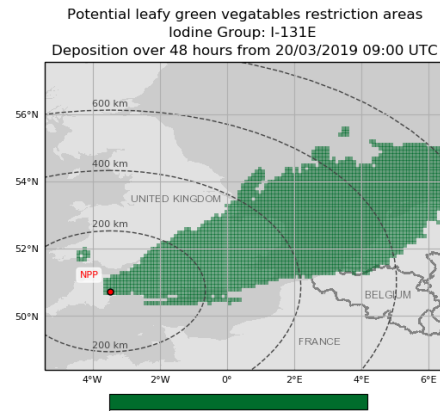 Potential leafy green vegatables restriction areas
Iodine Group: I-131E
Deposition over 48 hours from 20/03/2019 09:00 UTC
600 km
56°N
400 km
54°N
UNITED KINGDOM
200 km
52°N
NPP
BELGIUM
50°N
200 km
FRANCE
4°W 2°W 0° 2°E 4°E 6°E